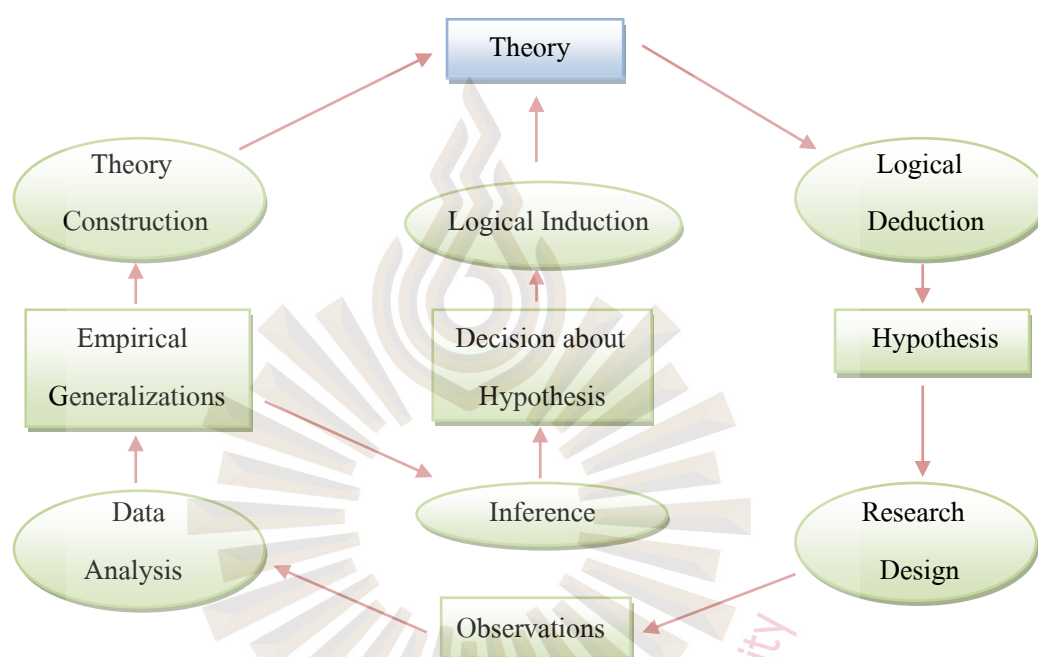 Theory
Theory
Construction
Logical Induction
Logical
Deduction
Empirical
Generalizations
Decision about
Hypothesis
Hypothesis
Data
Analysis
Inference
Research
Design
Observations